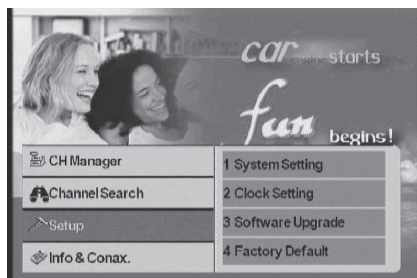 car engine starts
fun begins!
CH Manager
Channel Search
Setup
Info & Conax.
1 System Setting
2 Clock Setting
3 Software Upgrade
4 Factory Default